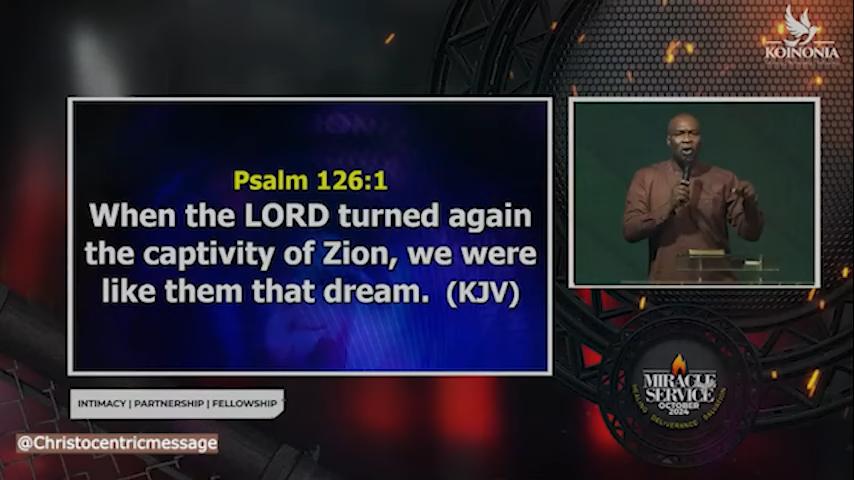 KOINONIA
Psalm 126:1
When the LORD turned again
the captivity of Zion, we were
like them that dream. (KJV)
MIRACLE
SERVICE
OCTOBER
2024
HEALING DELIVERANCE SALVATION
INTIMACY | PARTNERSHIP | FELLOWSHIP
@Christocentricmessage